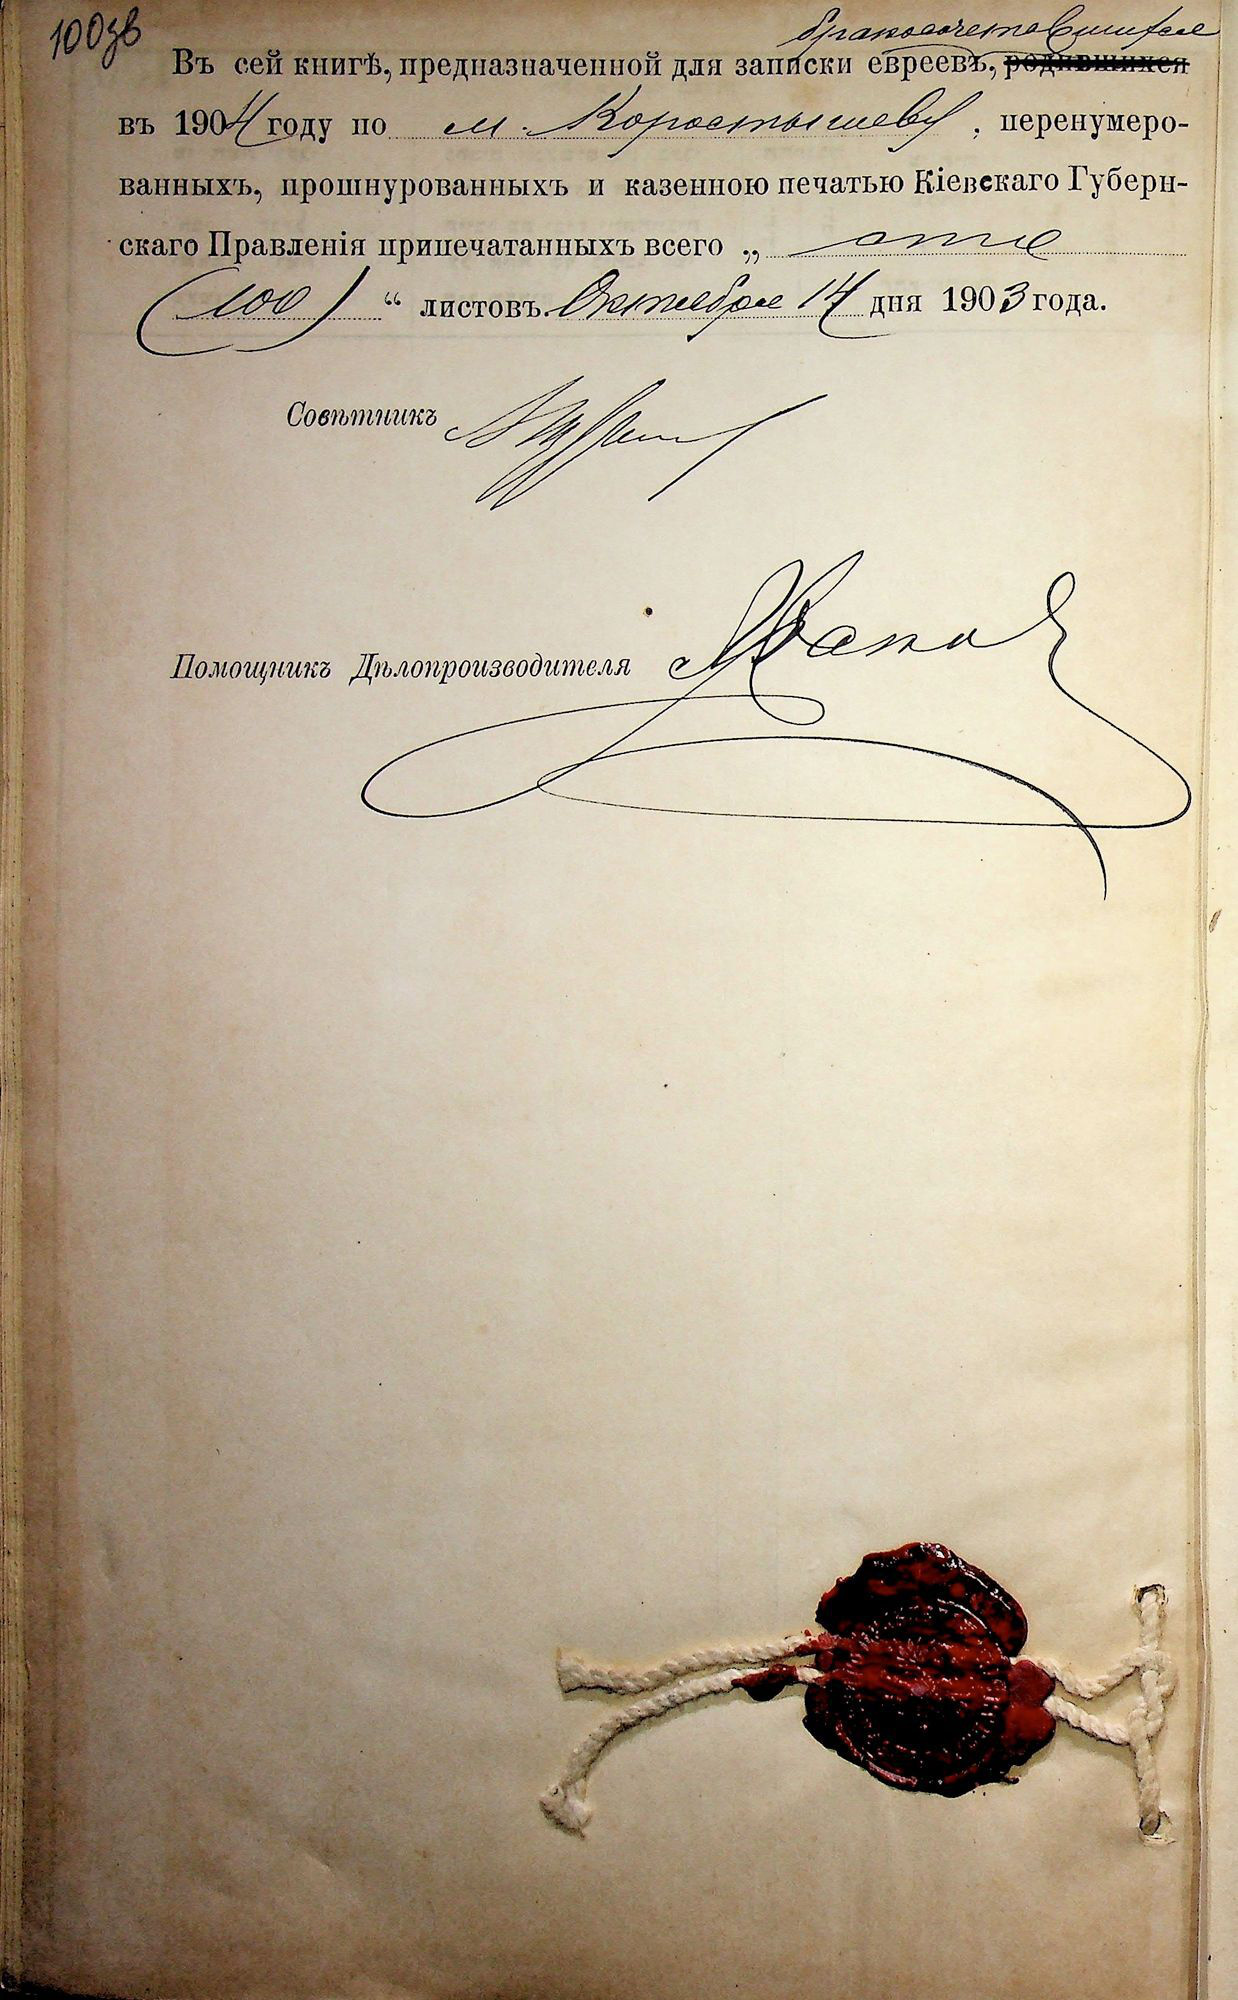 100зв
бракосочетавшихся
Въ сей книгѣ, предназначенной для записки евреевъ, родившихся
въ 1904 году по м. Коростышеву, перенумеро-
ванныхъ, прошнурованныхъ и казенною печатью Кіевскаго Губерн-
скаго Правленія припечатанныхъ всего „ сто
(100) “ листовъ. Октября 14 дня 1903 года.
Совѣтникъ
Помощникъ Дѣлопроизводителя